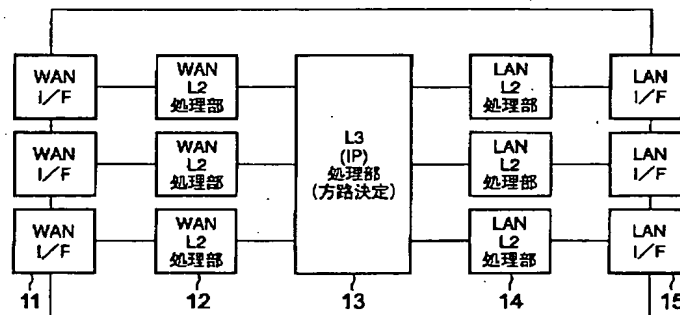 WAN
I/F
WAN
L2
処理部
L3
(IP)
処理部
(方路決定)
LAN
L2
処理部
LAN
I/F
WAN
I/F
WAN
L2
処理部
LAN
L2
処理部
LAN
I/F
WAN
I/F
WAN
L2
処理部
LAN
L2
処理部
LAN
I/F
11
12
13
14
15